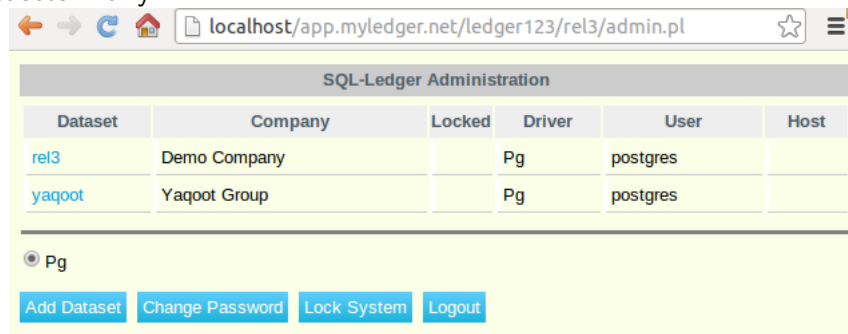 localhost/app.myledger.net/ledger123/rel3/admin.pl
SQL-Ledger Administration
Dataset Company Locked Driver User Host
rel3 Demo Company Pg postgres
yaqoot Yaqoot Group Pg postgres
Pg
Add Dataset Change Password Lock System Logout